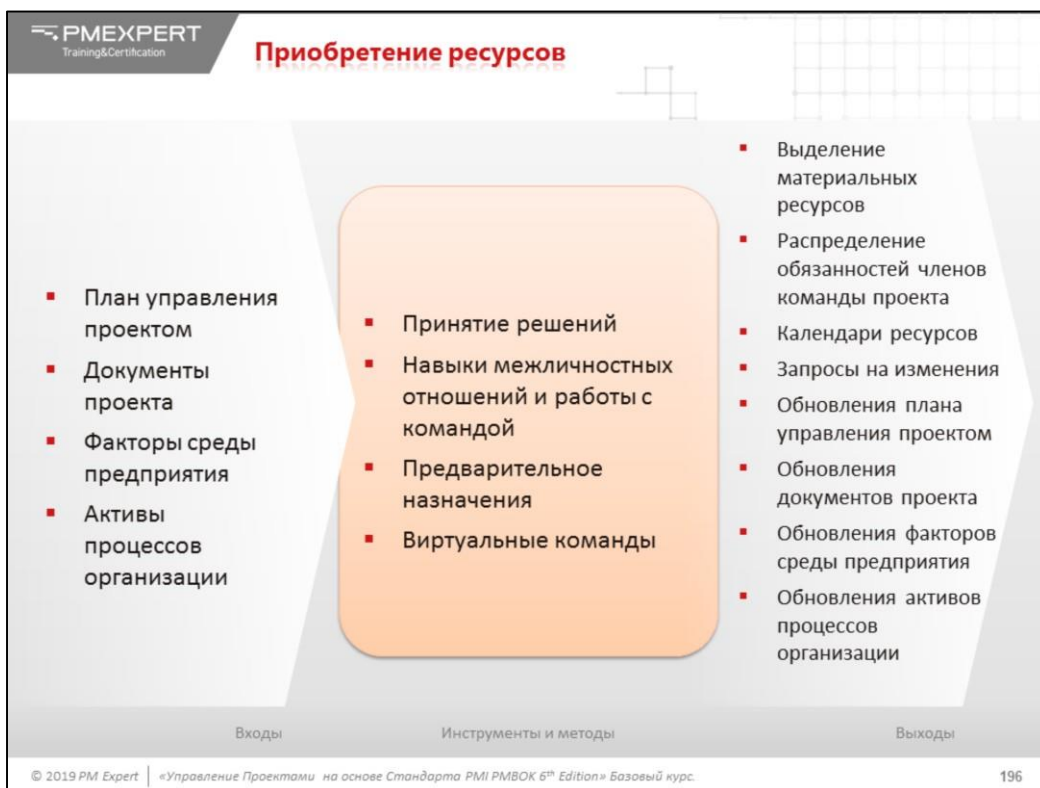 PMEXPERT
Training&Certification
Приобретение ресурсов
План управления
проектом
Документы
проекта
Факторы среды
предприятия
Активы
процессов
организации
Принятие решений
Навыки межличностных
отношений и работы с
командой
Предварительное
назначения
Виртуальные команды
Выделение
материальных
ресурсов
Распределение
обязанностей членов
команды проекта
Календари ресурсов
Запросы на изменения
Обновления плана
управления проектом
Обновления
документов проекта
Обновления факторов
среды предприятия
Обновления активов
процессов
организации
Входы
Инструменты и методы
Выходы
© 2019 PM Expert | «Управление Проектами на основе Стандарта PMI PMBOK 6th Edition» Базовый курс.
196